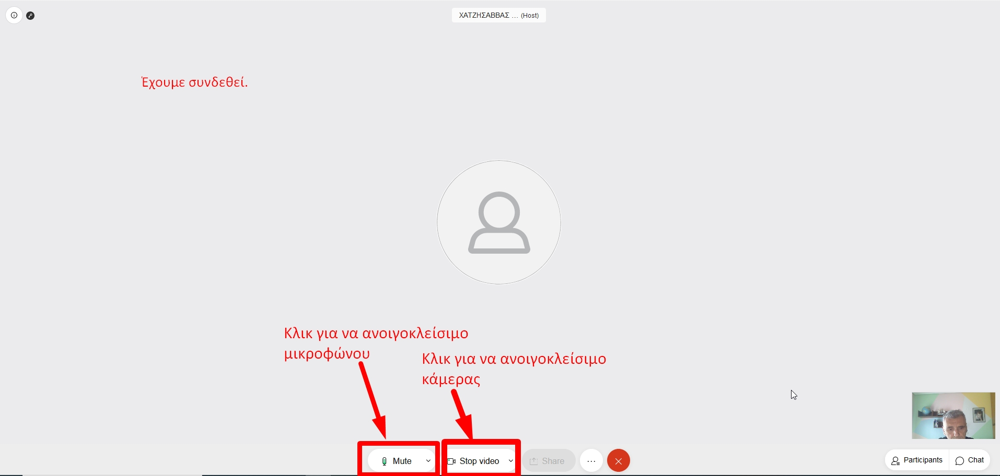 ΧΑΤΖΗΣΑΒΒΑΣ ... (Host)
Έχουμε συνδεθεί.
Κλικ για να ανοιγοκλείσιμο
μικροφώνου
Κλικ για να ανοιγοκλείσιμο
κάμερας
Mute
Stop video
Share
Participants
Chat